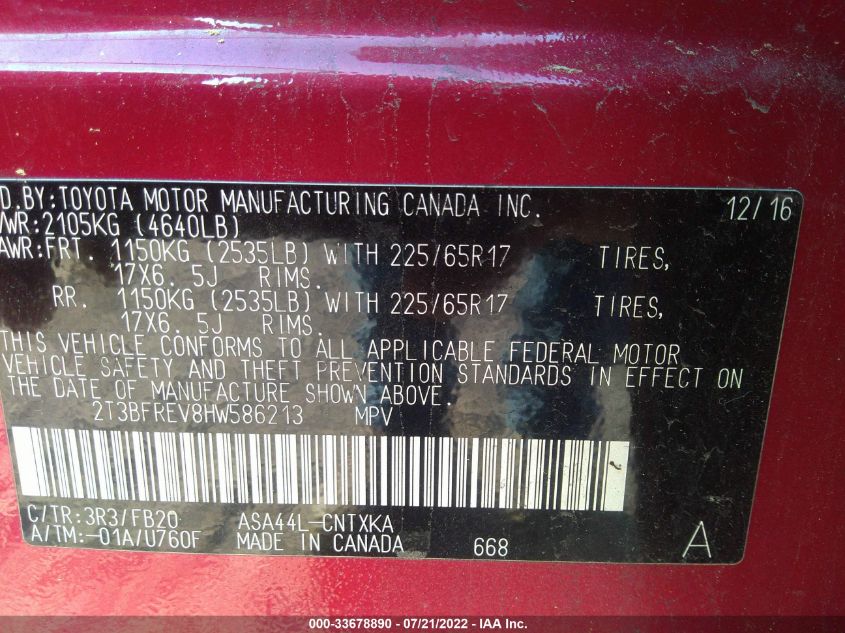 D.BY:TOYOTA MOTOR MANUFACTURING CANADA INC. 12/16
VWR:2105KG (4640LB)
AWR:FRT. 1150KG (2535LB) WITH 225/65R17 TIRES,
17X6.5J RIMS.
RR. 1150KG (2535LB) WITH 225/65R17 TIRES,
17X6.5J RIMS.
THIS VEHICLE CONFORMS TO ALL APPLICABLE FEDERAL MOTOR
VEHICLE SAFETY AND THEFT PREVENTION STANDARDS IN EFFECT ON
THE DATE OF MANUFACTURE SHOWN ABOVE.
2T3BFREV8HW586213 MPV
C/TR:3R3/FB20 ASA44L-CNTXKA
A/TM:-01A/U760F MADE IN CANADA 668 A
000-33678890 - 07/21/2022 - IAA Inc.